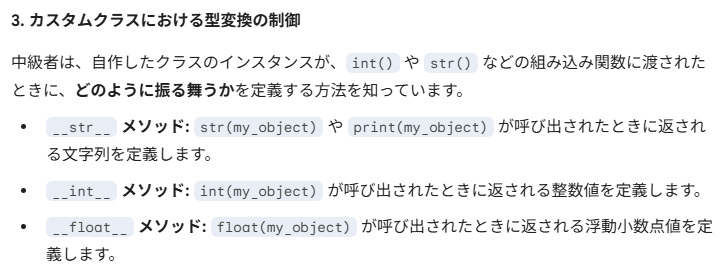 3. カスタムクラスにおける型変換の制御
中級者は、自作したクラスのインスタンスが、 int() や str() などの組み込み関数に渡された
ときに、どのように振る舞うかを定義する方法を知っています。
• __str__ メソッド: str(my_object) や print(my_object) が呼び出されたときに返され
る文字列を定義します。
• __int__ メソッド: int(my_object) が呼び出されたときに返される整数値を定義します。
• __float__ メソッド: float(my_object) が呼び出されたときに返される浮動小数点値を定
義します。